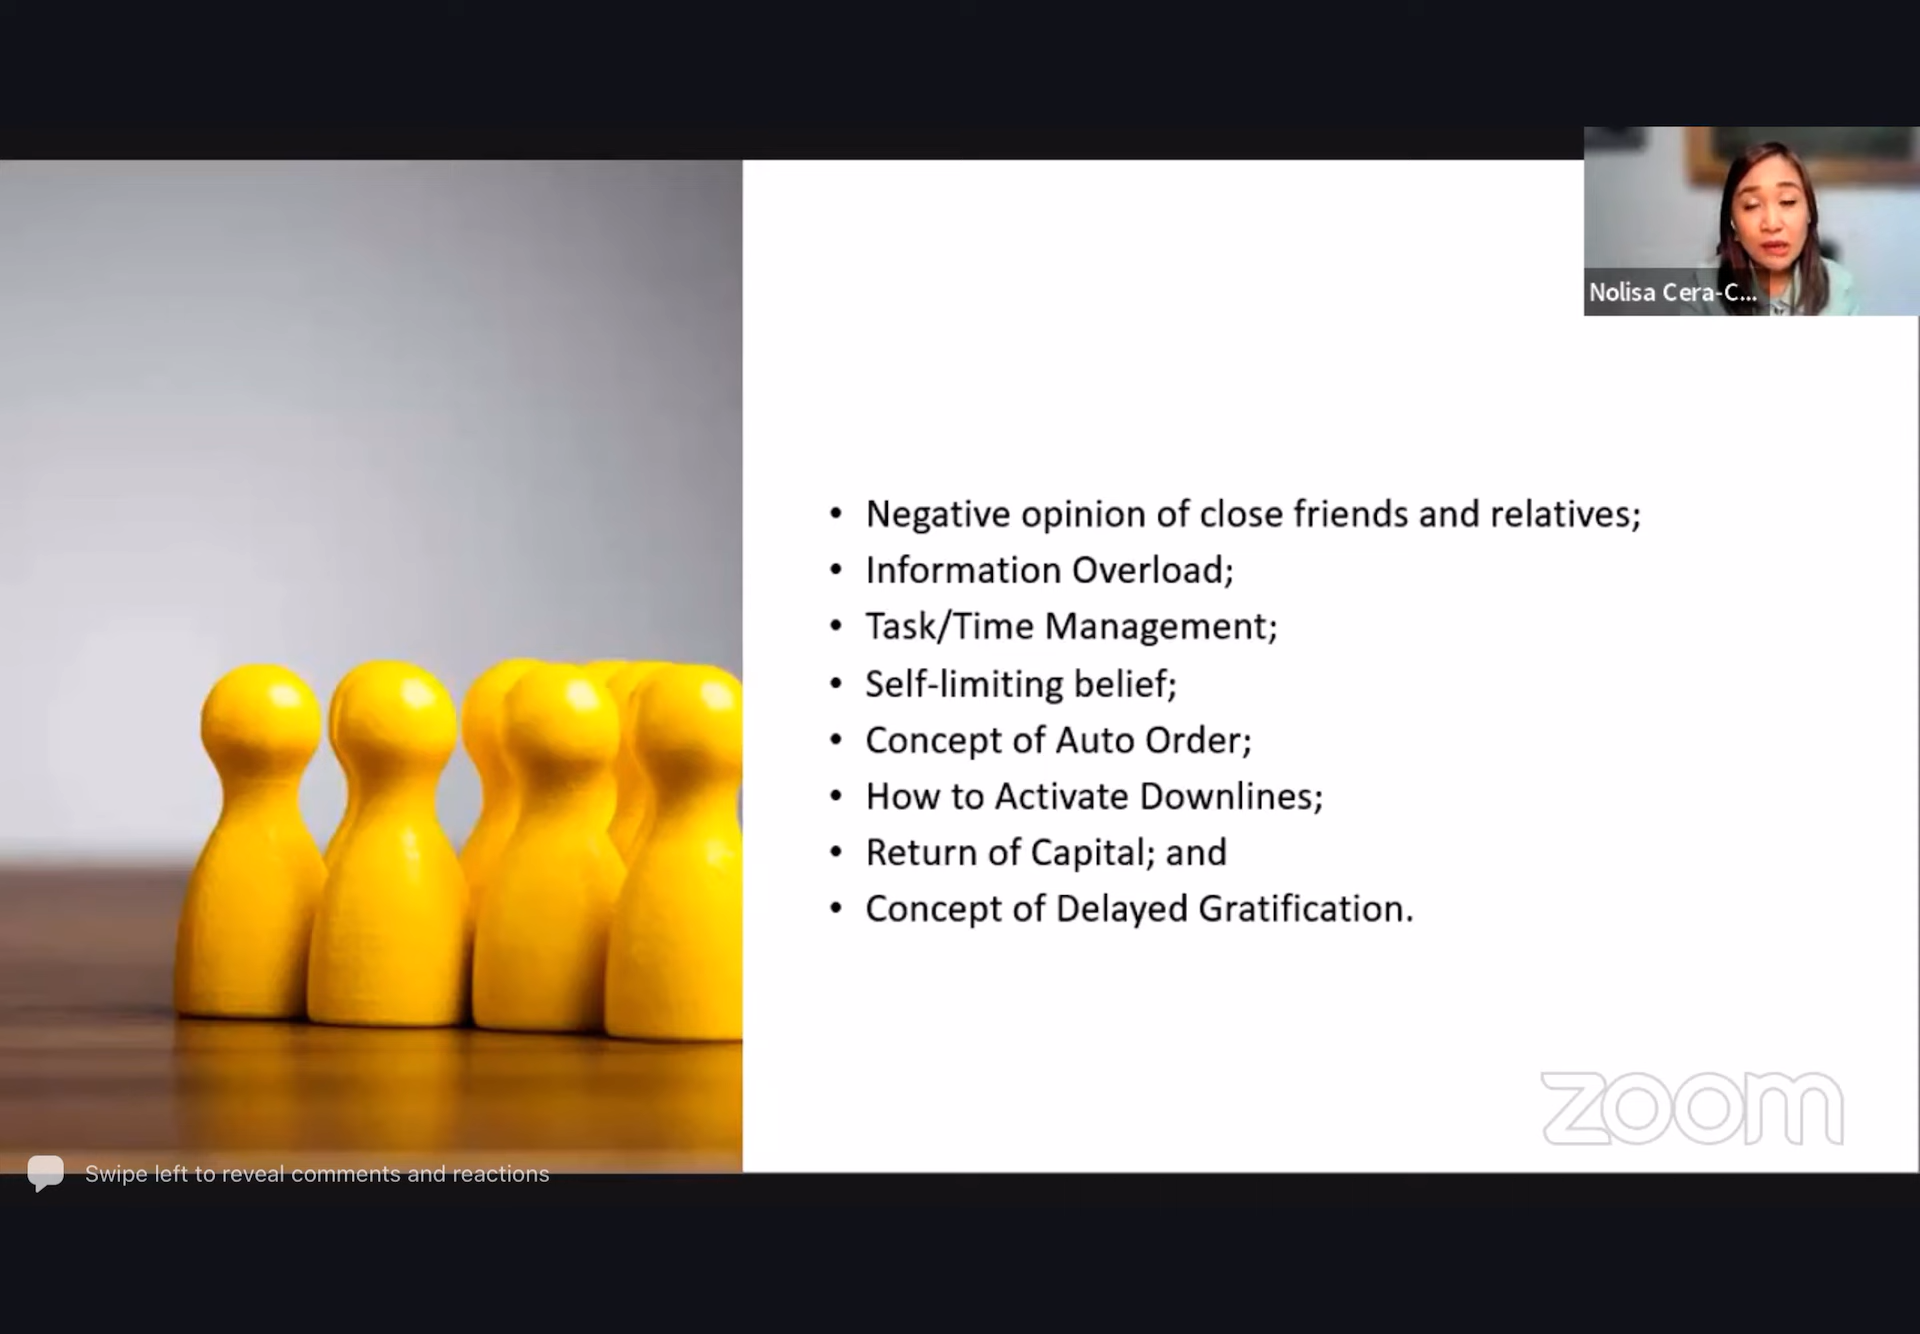 Nolisa Cera-C...
• Negative opinion of close friends and relatives;
• Information Overload;
• Task/Time Management;
• Self-limiting belief;
• Concept of Auto Order;
• How to Activate Downlines;
• Return of Capital; and
• Concept of Delayed Gratification.
zoom
Swipe left to reveal comments and reactions